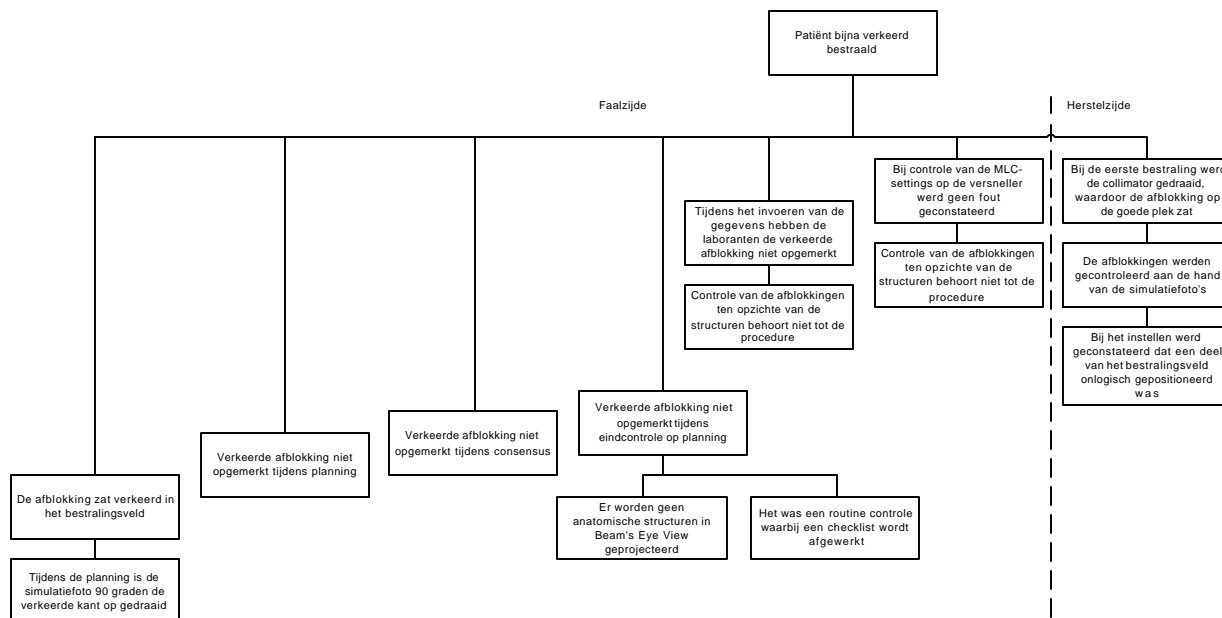 Patiënt bijna verkeerd
bestraald
Faalzijde
Herstelzijde
Bij controle van de MLC-
settings op de versneller
werd geen fout
geconstateerd
Bij de eerste bestraling werd
de collimator gedraaid,
waardoor de afblokking op
de goede plek zat
Tijdens het invoeren van de
gegevens hebben de
laboranten de verkeerde
afblokking niet opgemerkt
Controle van de afblokkingen
ten opzichte van de
structuren behoort niet tot de
procedure
De afblokkingen werden
gecontroleerd aan de hand
van de simulatiefoto's
Controle van de afblokkingen
ten opzichte van de
structuren behoort niet tot de
procedure
Bij het instellen werd
geconstateerd dat een deel
van het bestralingsveld
onlogisch gepositioneerd
was
Verkeerde afblokking niet
opgemerkt tijdens
eindcontrole op planning
Verkeerde afblokking niet
opgemerkt tijdens consensus
Verkeerde afblokking niet
opgemerkt tijdens planning
De afblokking zat verkeerd in
het bestralingsveld
Er worden geen
anatomische structuren in
Beam's Eye View
geprojecteerd
Het was een routine controle
waarbij een checklist wordt
afgewerkt
Tijdens de planning is de
simulatiefoto 90 graden de
verkeerde kant op gedraaid